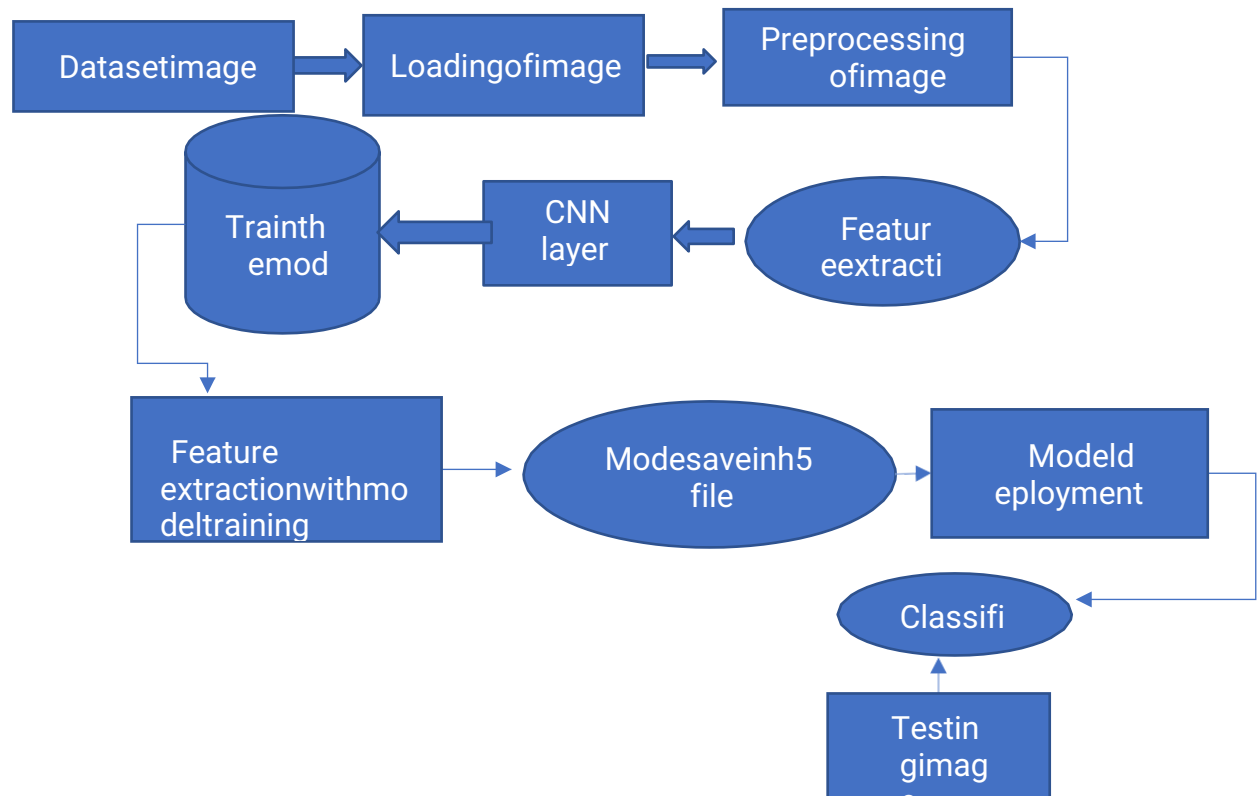 Datasetimage
Loadingofimage
Preprocessing
ofimage
Featur
eextracti
CNN
layer
Trainth
emod
Feature
extractionwithmo
deltraining
Modesaveinh5
file
Modeld
eployment
Classifi
Testin
gimag